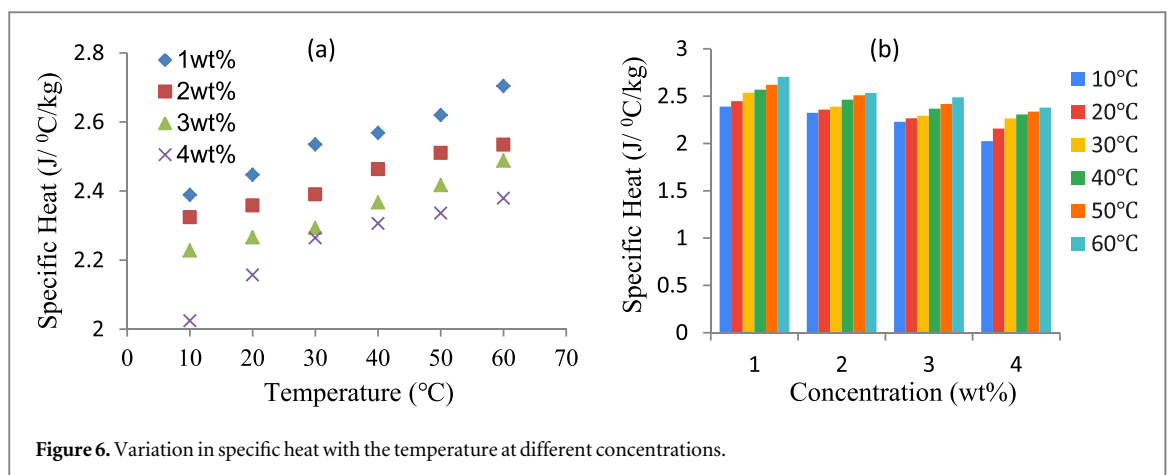 (a)
2.8
2.6
2.4
2.2
2
Specific Heat (J/ ⁰C/kg)
1wt%
2wt%
3wt%
4wt%
0 10 20 30 40 50 60 70
Temperature (°C)
(b)
3
2.5
2
1.5
1
0.5
0
Specific Heat (J/ ⁰C/kg)
1 2 3 4
Concentration (wt%)
10°C
20°C
30°C
40°C
50°C
60°C
Figure 6. Variation in specific heat with the temperature at different concentrations.